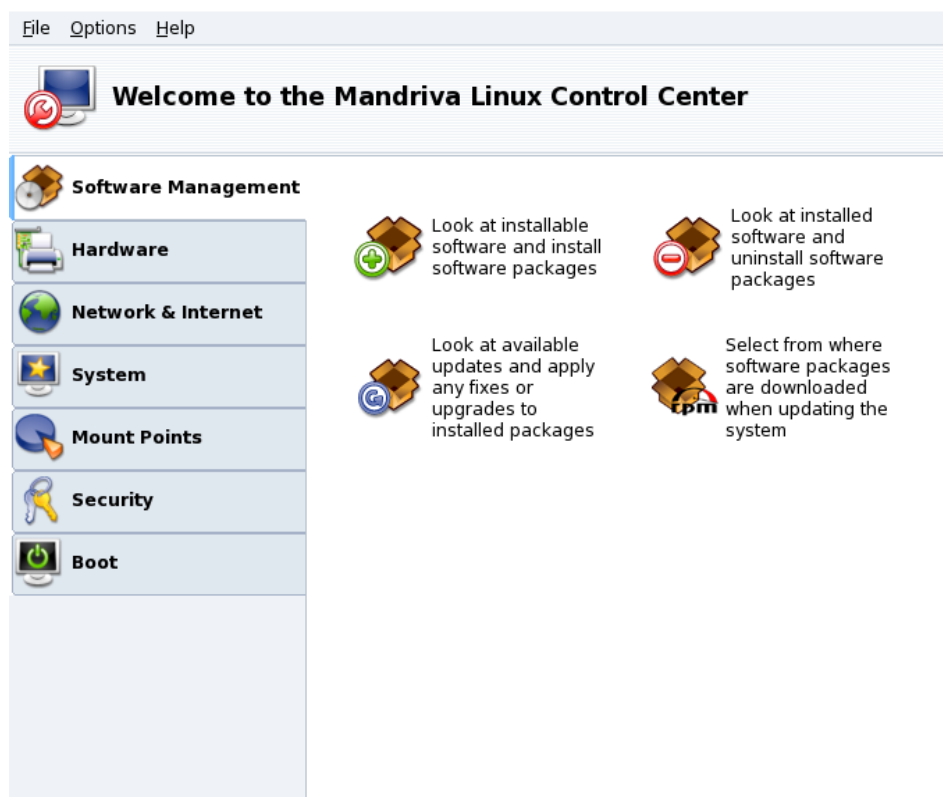 File Options Help
Welcome to the Mandriva Linux Control Center
Software Management
Hardware
Network & Internet
System
Mount Points
Security
Boot
Look at installable
software and install
software packages
Look at installed
software and
uninstall software
packages
Look at available
updates and apply
any fixes or
upgrades to
installed packages
rpm
Select from where
software packages
are downloaded
when updating the
system